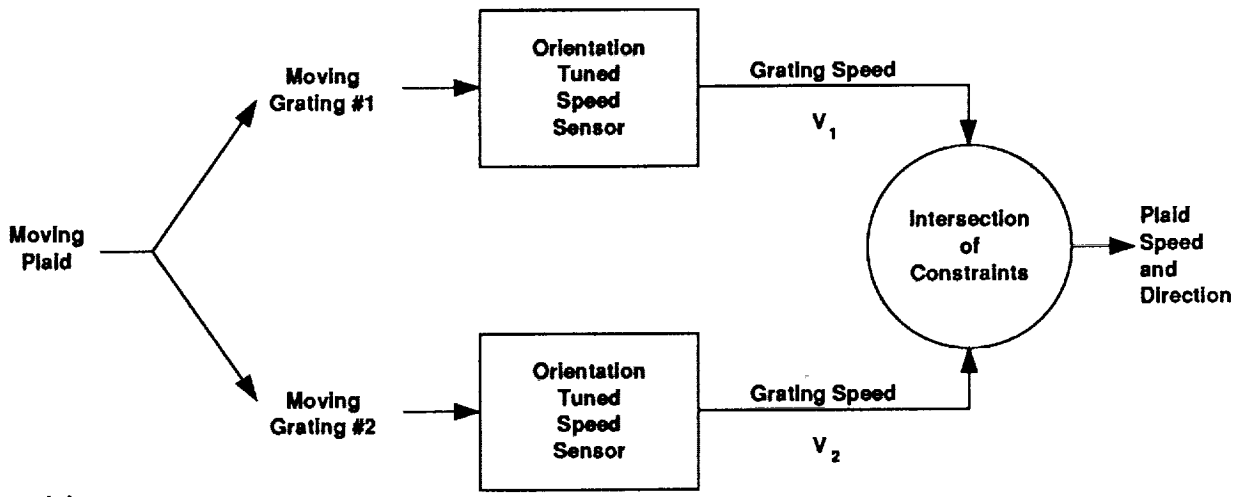 Moving
Plaid
Moving
Grating #1
Orientation
Tuned
Speed
Sensor
Grating Speed
V1
Moving
Grating #2
Orientation
Tuned
Speed
Sensor
Grating Speed
V2
Intersection
of
Constraints
Plaid
Speed
and
Direction